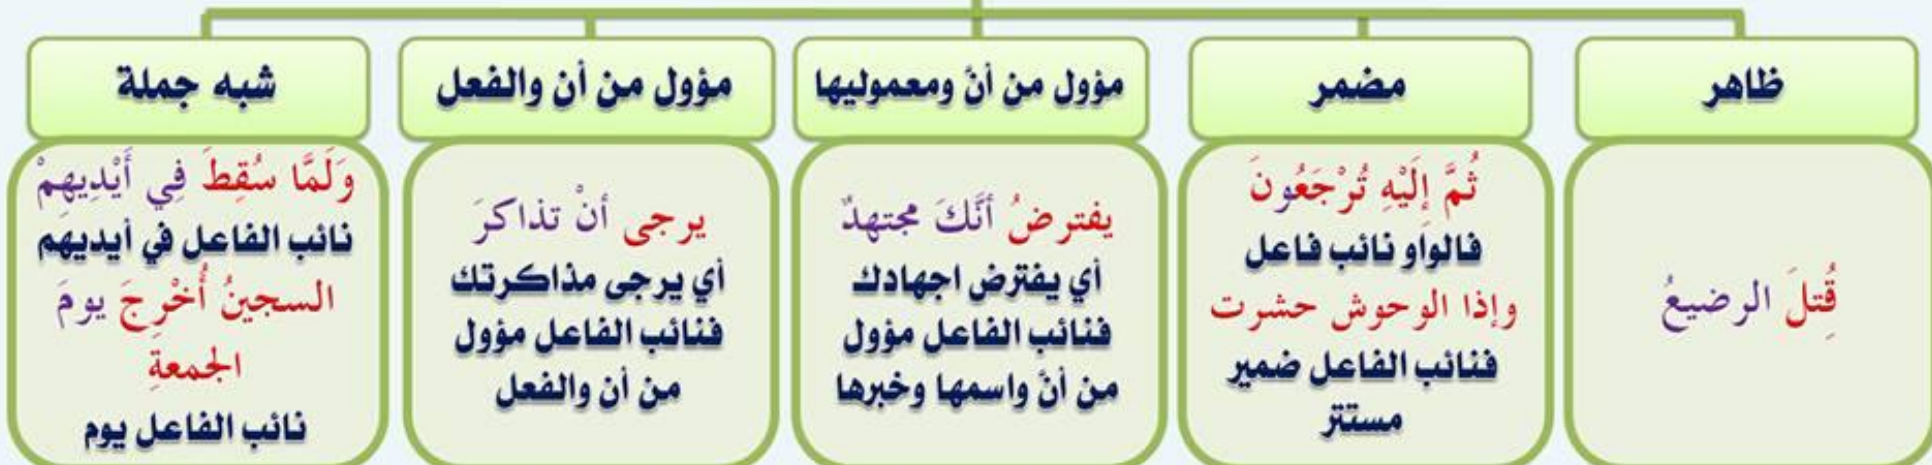 ظاهر
قُتلَ الرضيعُ
مضمر
ثُمَّ إِلَيْهِ تُرْجَعُونَ
فالواو نائب فاعل
وإذا الوحوش حشرت
فنائب الفاعل ضمير
مستتر
مؤول من أنَّ ومعموليها
يفترضُ أنَّكَ مجتهدٌ
أي يفترض اجهادك
فنائب الفاعل مؤول
من أنَّ واسمها وخبرها
مؤول من أن والفعل
يرجى أنْ تذاكرَ
أي يرجى مذاكرتك
فنائب الفاعل مؤول
من أن والفعل
شبه جملة
وَلَمَّا سُقِطَ فِي أَيْدِيهِمْ
نائب الفاعل في أيديهم
السجينُ أُخْرِجَ يومَ
الجمعةِ
نائب الفاعل يوم